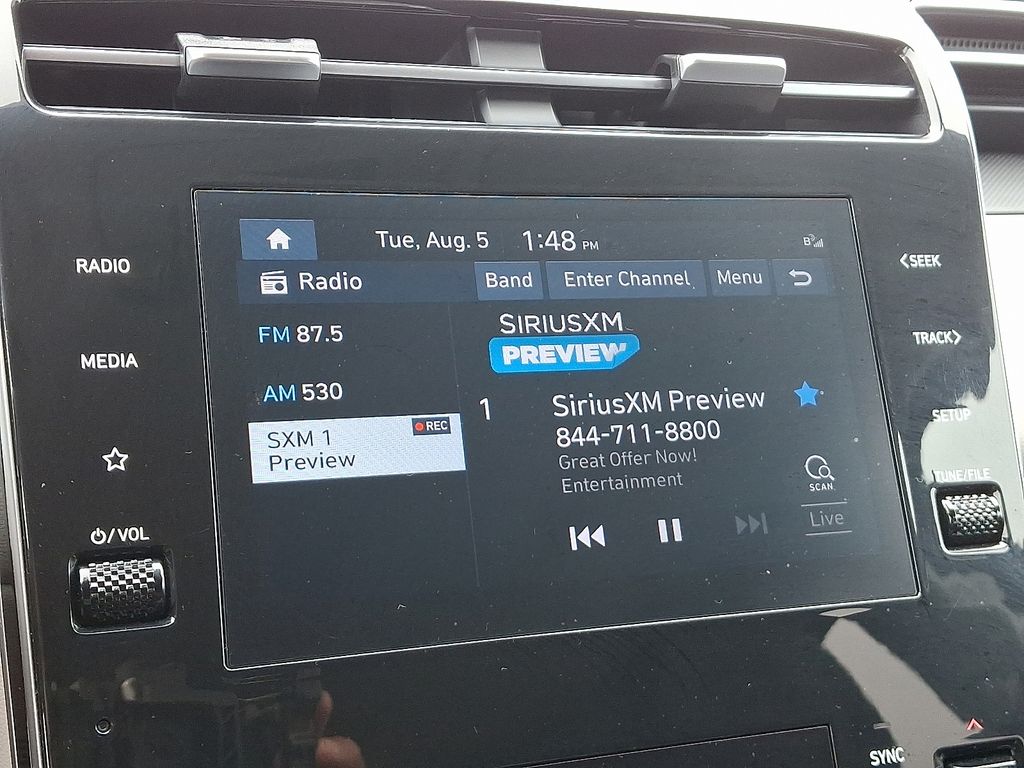 RADIO
MEDIA
⏻/VOL
Tue, Aug. 5 1:48 PM
B
Radio
Band
Enter Channel
Menu
FM 87.5
AM 530
SXM 1
REC
Preview
SIRIUSXM
PREVIEW
1
SiriusXM Preview
844-711-8800
Great Offer Now!
Entertainment
SCAN
Live
<SEEK
TRACK>
SETUP
TUNE/FILE
SYNC